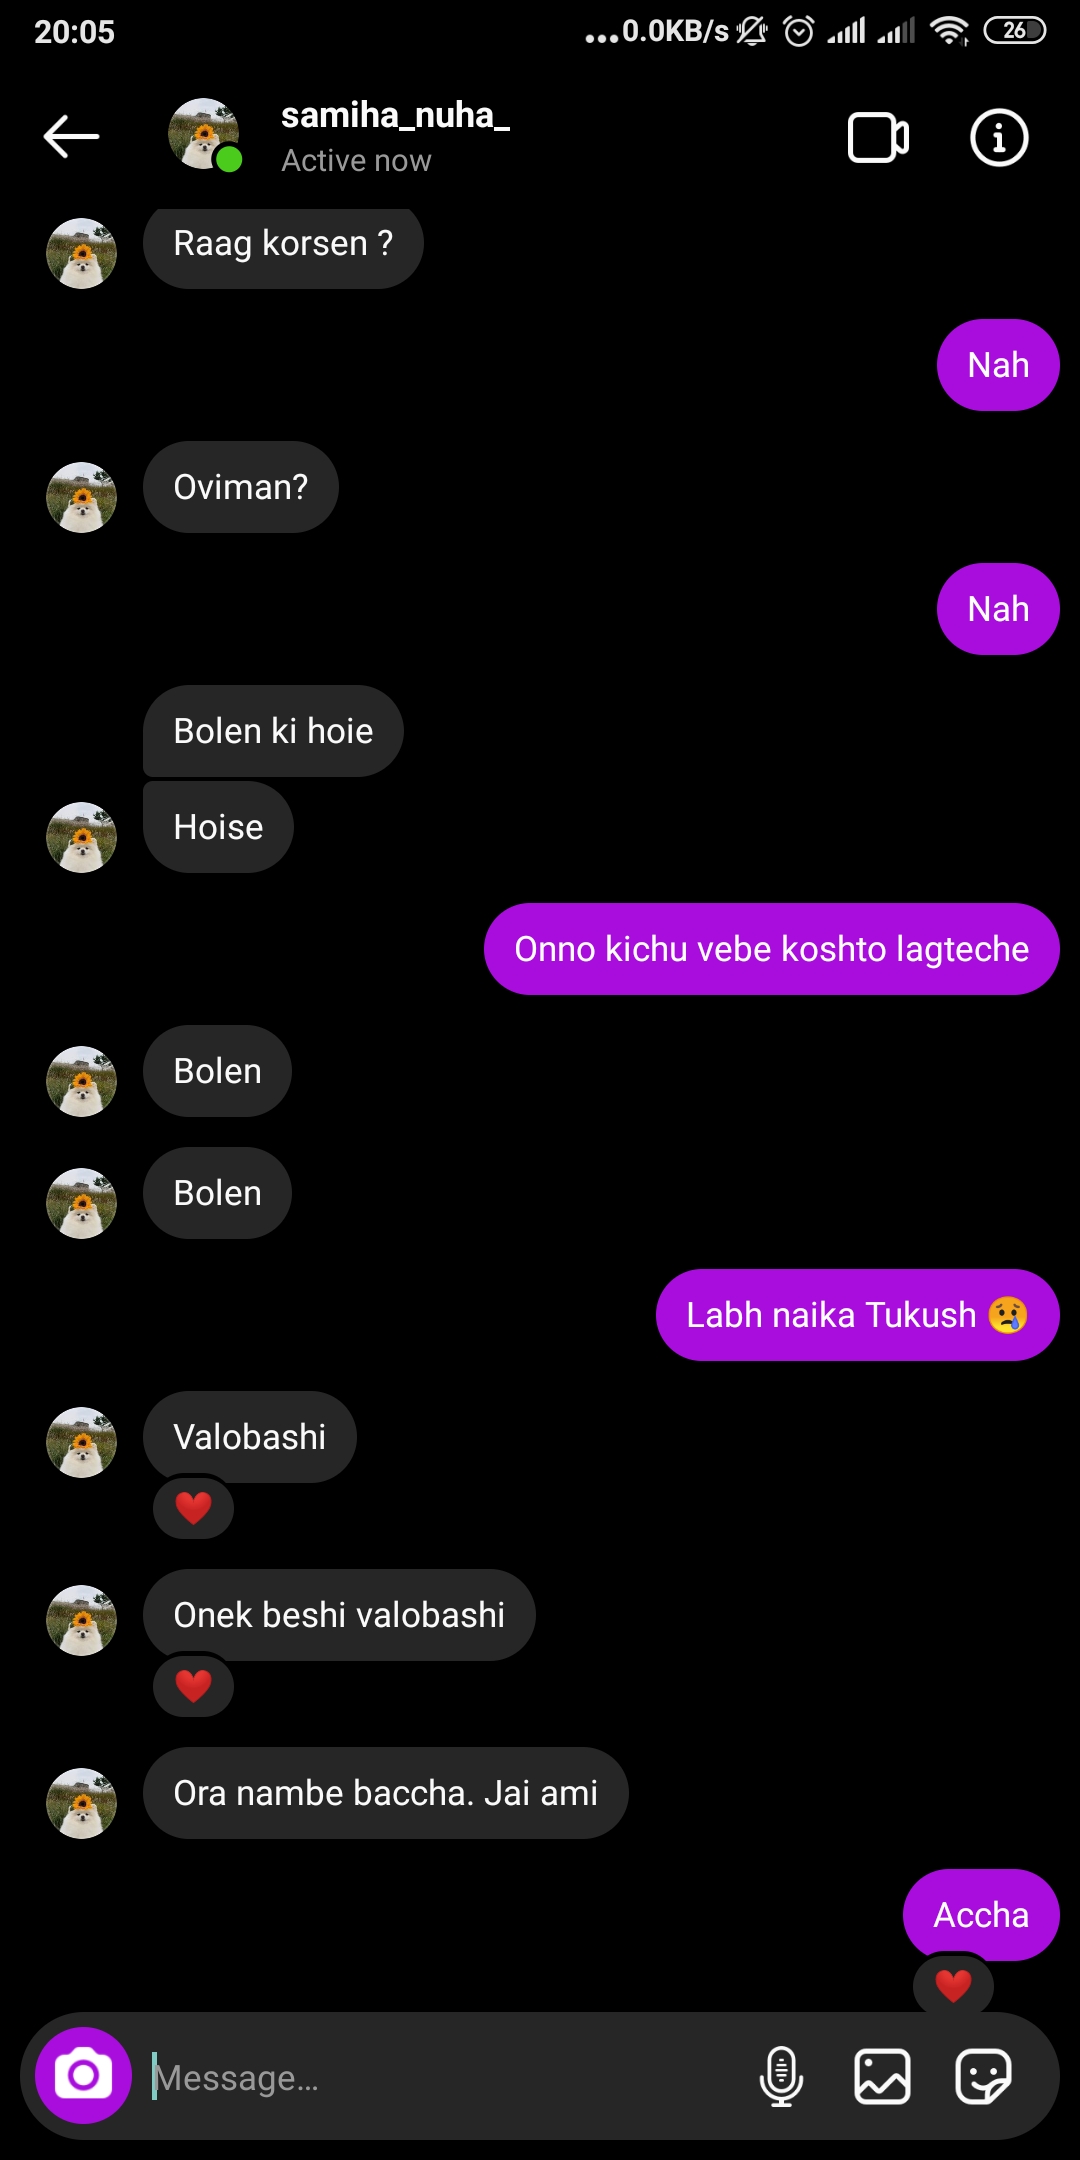 20:05
...0.0KB/s
26
samiha_nuha_
Active now
Raag korsen ?
Nah
Oviman?
Nah
Bolen ki hoie
Hoise
Onno kichu vebe koshto lagteche
Bolen
Bolen
Labh naika Tukush 😢
Valobashi
❤️
Onek beshi valobashi
❤️
Ora nambe baccha. Jai ami
Accha
❤️
Message...